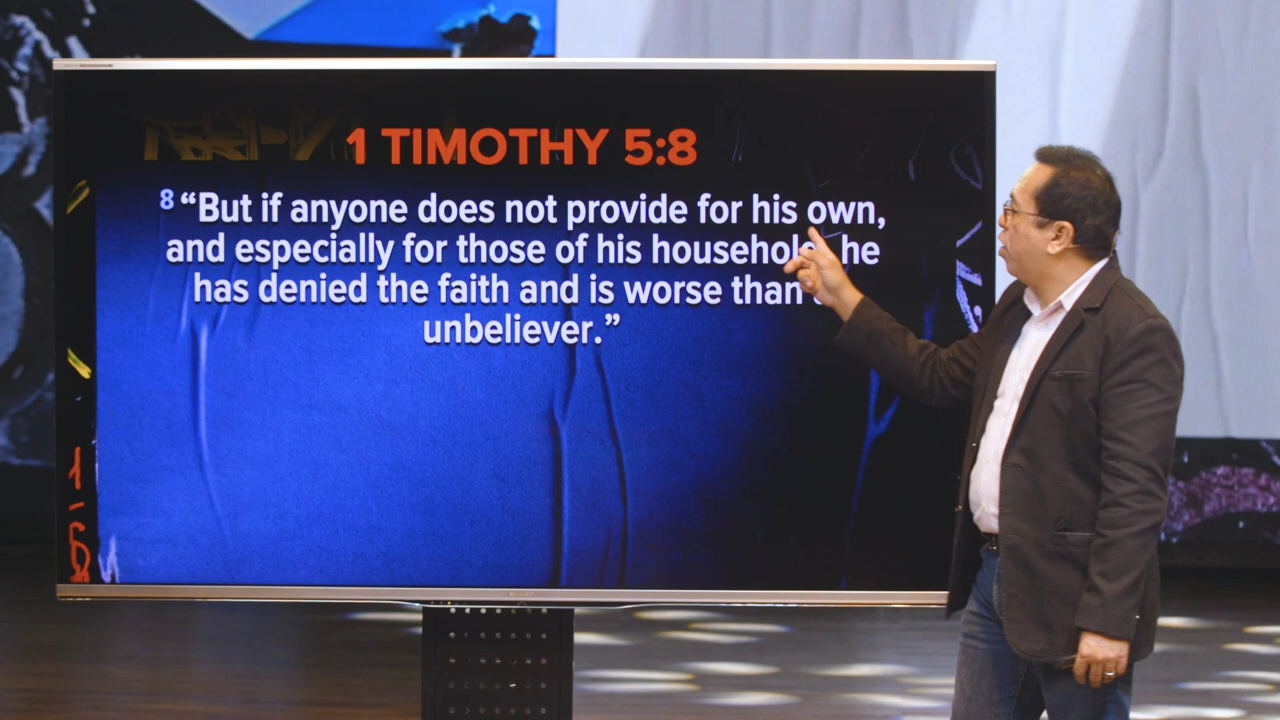 1 TIMOTHY 5:8
8 “But if anyone does not provide for his own,
and especially for those of his household he
has denied the faith and is worse than
unbeliever.”